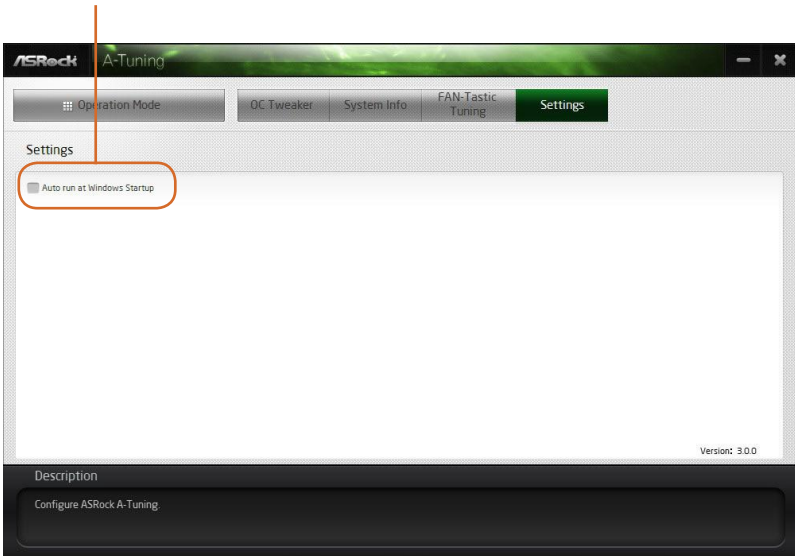 ASRock A-Tuning
Operation Mode
OC Tweaker
System Info
FAN-Tastic
Tuning
Settings
Settings
Auto run at Windows Startup
Version: 3.0.0
Description
Configure ASRock A-Tuning.